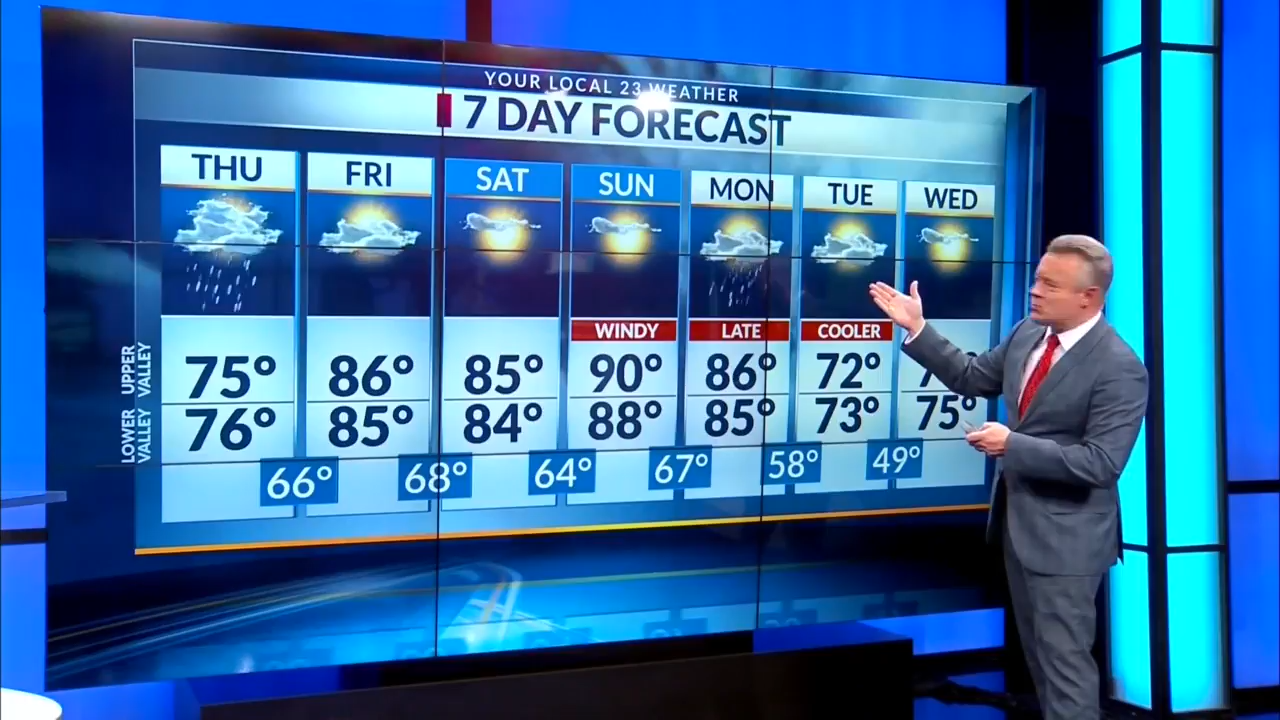 YOUR LOCAL 23 WEATHER
7 DAY FORECAST
THU FRI SAT SUN MON TUE WED
WINDY LATE COOLER
UPPER VALLEY 75° 86° 85° 90° 86° 72°
LOWER VALLEY 76° 85° 84° 88° 85° 73° 75°
66° 68° 64° 67° 58° 49°